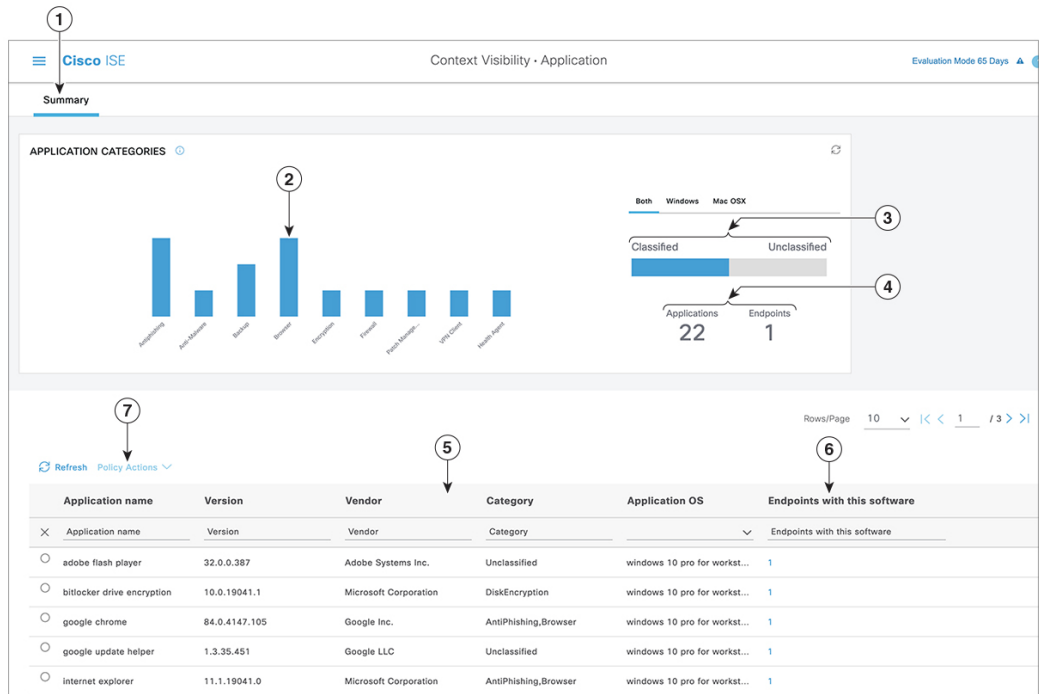 1
Cisco ISE
Context Visibility · Application
Evaluation Mode 65 Days
Summary
APPLICATION CATEGORIES
2
Both Windows Mac OSX
3
Classified Unclassified
4
Applications Endpoints
22 1
Antiphishing Anti-Malware Backup Browser Encryption Firewall Patch Manage... VPN Client Health Agent
7
Rows/Page 10 1 / 3
5
6
Refresh Policy Actions
Application name Version Vendor Category Application OS Endpoints with this software
Application name Version Vendor Category Endpoints with this software
adobe flash player 32.0.0.387 Adobe Systems Inc. Unclassified windows 10 pro for workst... 1
bitlocker drive encryption 10.0.19041.1 Microsoft Corporation DiskEncryption windows 10 pro for workst... 1
google chrome 84.0.4147.105 Google Inc. AntiPhishing,Browser windows 10 pro for workst... 1
google update helper 1.3.35.451 Google LLC Unclassified windows 10 pro for workst... 1
internet explorer 11.1.19041.0 Microsoft Corporation AntiPhishing,Browser windows 10 pro for workst... 1